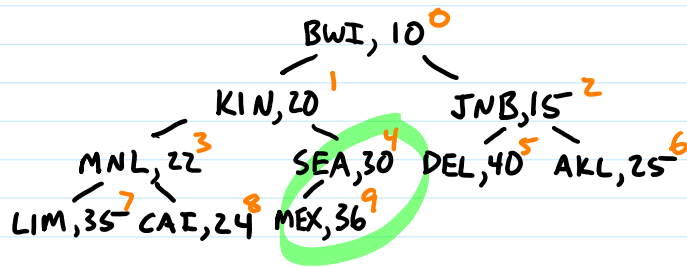 BWI, 10 0
KIN, 20 1 JNB, 15 2
MNL, 22 3 SEA, 30 4 DEL, 40 5 AKL, 25 6
LIM, 35 7 CAI, 24 8 MEX, 36 9